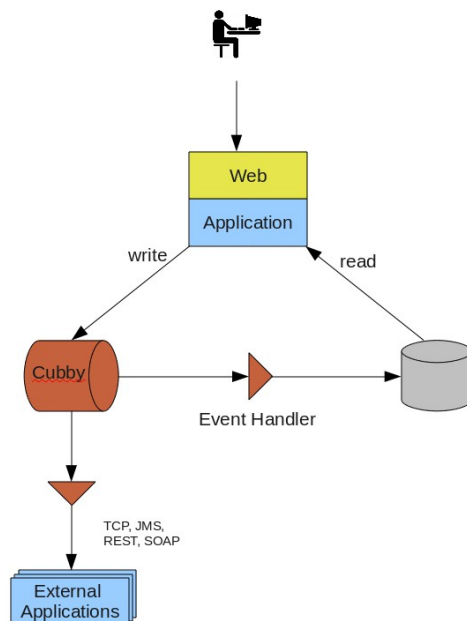 Web
Application
write
read
Cubby
Event Handler
TCP, JMS,
REST, SOAP
External
Applications